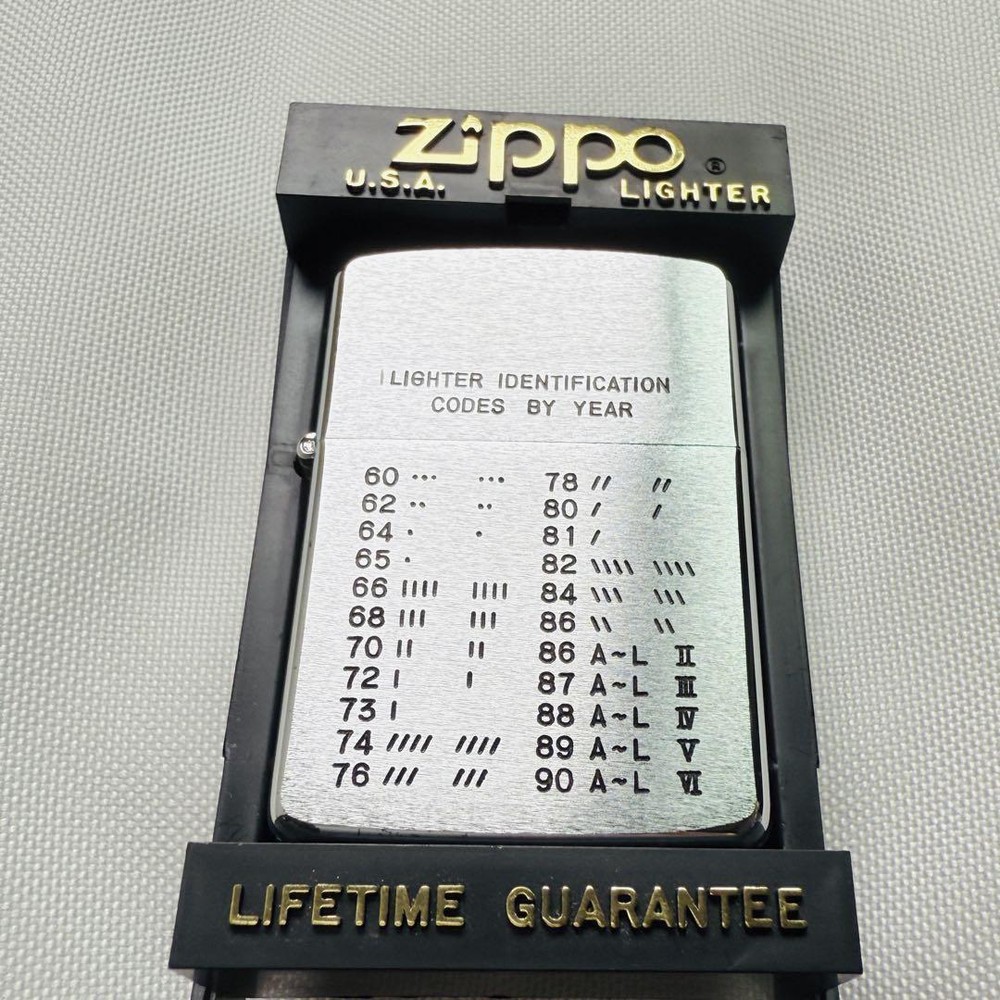 Zippo ®
U.S.A. LIGHTER
LIGHTER IDENTIFICATION
CODES BY YEAR
60 ··· ··· 78 // //
62 ·· ·· 80 / /
64 · · 81 /
65 · 82 \\\\ \\\\
66 |||| |||| 84 \\\ \\\
68 ||| ||| 86 \\ \\
70 || || 86 A~L II
72 | | 87 A~L III
73 | 88 A~L IV
74 //// //// 89 A~L V
76 /// /// 90 A~L VI
LIFETIME GUARANTEE